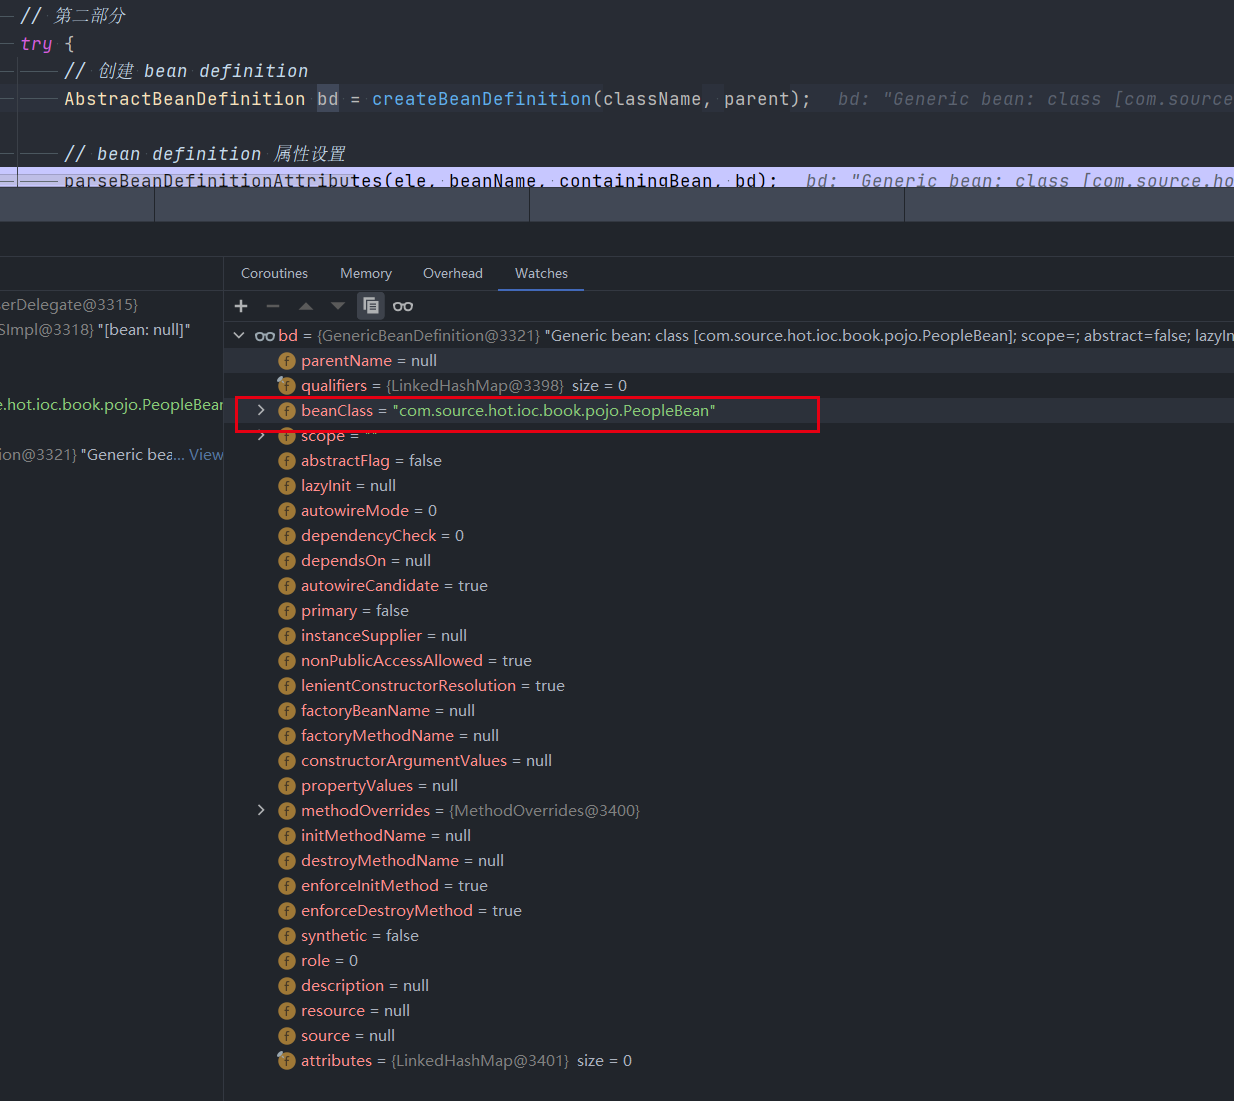 // 第二部分
try {
// 创建 bean definition
AbstractBeanDefinition bd = createBeanDefinition(className, parent); bd: "Generic bean: class [com.source
// bean definition 属性设置
parseBeanDefinitionAttributes(ele, beanName, containingBean, bd); bd: "Generic bean: class [com.source.ho
Coroutines Memory Overhead Watches
erDelegate@3315}
SImpl@3318} "[bean: null]"
e.hot.ioc.book.pojo.PeopleBean
ion@3321} "Generic bea... View
bd = {GenericBeanDefinition@3321} "Generic bean: class [com.source.hot.ioc.book.pojo.PeopleBean]; scope=; abstract=false; lazyIn
parentName = null
qualifiers = {LinkedHashMap@3398} size = 0
beanClass = "com.source.hot.ioc.book.pojo.PeopleBean"
scope = ""
abstractFlag = false
lazyInit = null
autowireMode = 0
dependencyCheck = 0
dependsOn = null
autowireCandidate = true
primary = false
instanceSupplier = null
nonPublicAccessAllowed = true
lenientConstructorResolution = true
factoryBeanName = null
factoryMethodName = null
constructorArgumentValues = null
propertyValues = null
methodOverrides = {MethodOverrides@3400}
initMethodName = null
destroyMethodName = null
enforceInitMethod = true
enforceDestroyMethod = true
synthetic = false
role = 0
description = null
resource = null
source = null
attributes = {LinkedHashMap@3401} size = 0